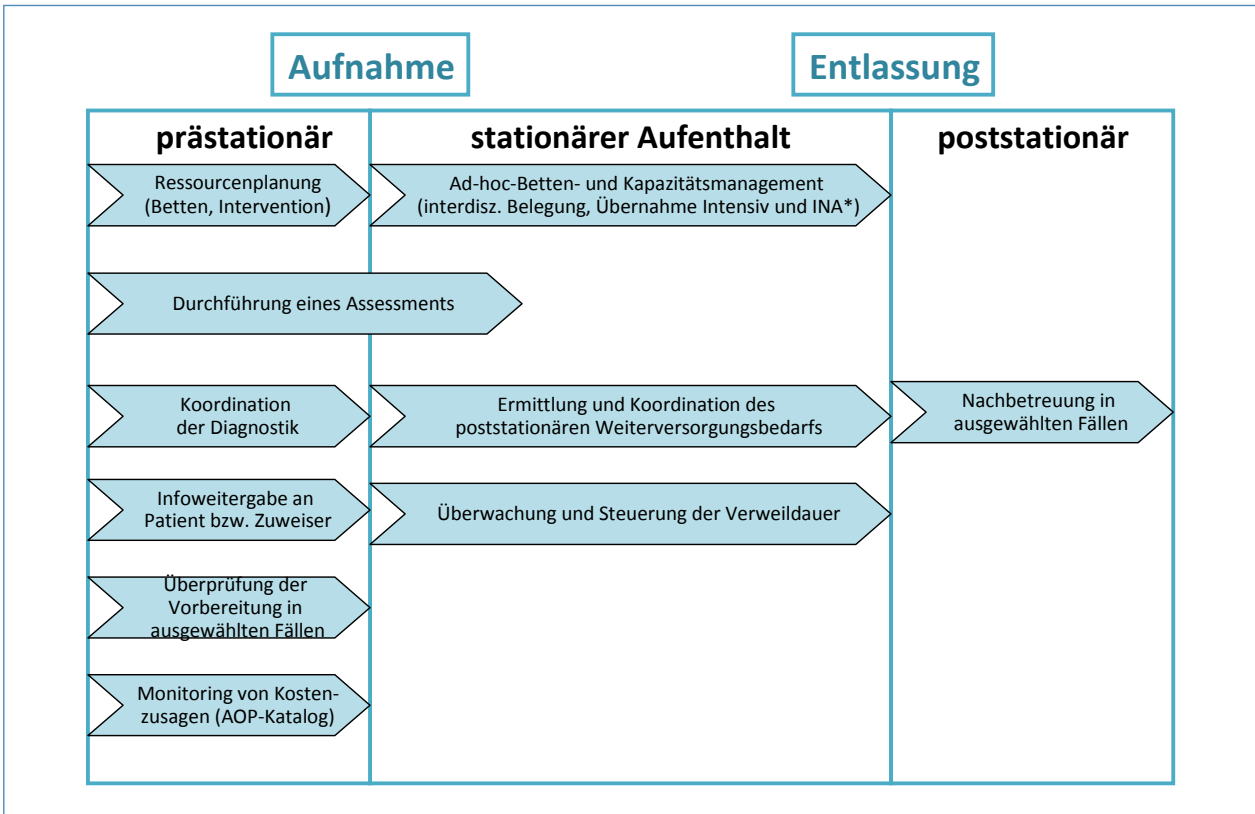 Aufnahme
Entlassung
prästationär
stationärer Aufenthalt
poststationär
Ressourcenplanung
(Betten, Intervention)
Ad-hoc-Betten- und Kapazitätsmanagement
(interdisz. Belegung, Übernahme Intensiv und INA*)
Durchführung eines Assessments
Koordination
der Diagnostik
Ermittlung und Koordination des
poststationären Weiterversorgungsbedarfs
Nachbetreuung in
ausgewählten Fällen
Infoweitergabe an
Patient bzw. Zuweiser
Überwachung und Steuerung der Verweildauer
Überprüfung der
Vorbereitung in
ausgewählten Fällen
Monitoring von Kosten-
zusagen (AOP-Katalog)